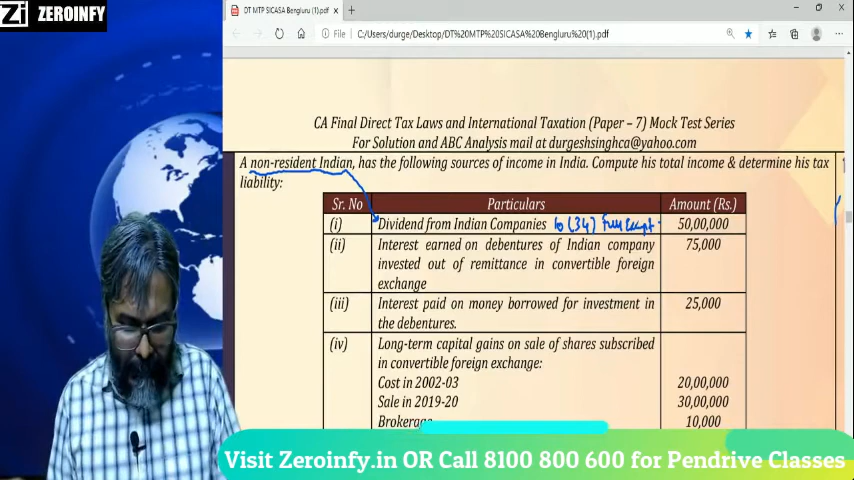 Zi ZEROINFY
DT MTP SICASA Bengluru (1).pdf
File
C:/Users/durge/Desktop/DT%20MTP%20SICASA%20Bengluru%20(1).pdf
CA Final Direct Tax Laws and International Taxation (Paper – 7) Mock Test Series
For Solution and ABC Analysis mail at durgeshsinghca@yahoo.com
A non-resident Indian, has the following sources of income in India. Compute his total income & determine his tax
liability:
Sr. No Particulars Amount (Rs.)
(i) Dividend from Indian Companies 10(34) 50,00,000
(ii) Interest earned on debentures of Indian company 75,000
invested out of remittance in convertible foreign
exchange
(iii) Interest paid on money borrowed for investment in 25,000
the debentures.
(iv) Long-term capital gains on sale of shares subscribed
in convertible foreign exchange:
Cost in 2002-03 20,00,000
Sale in 2019-20 30,00,000
Brokerage 10,000
Visit Zeroinfy.in OR Call 8100 800 600 for Pendrive Classes